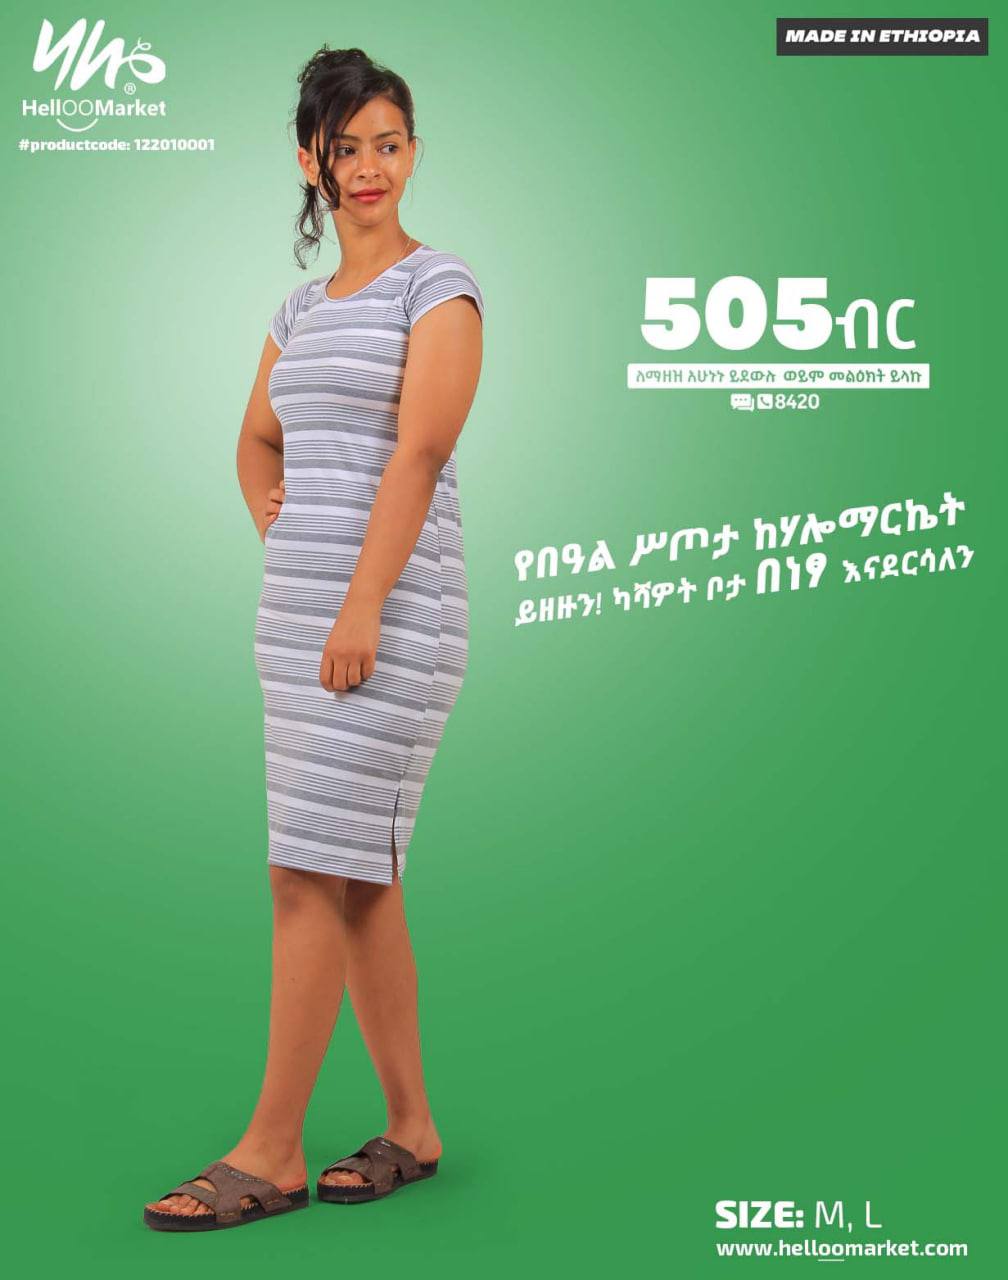 ሃሎ
HellOOMarket
#productcode: 122010001
MADE IN ETHIOPIA
505ብር
ለማዘዝ አሁኑኑ ይደውሉ ወይም መልዕክት ይላኩ
8420
የበዓል ሥጦታ ከሃሎማርኬት
ይዘዙን! ካሻዎት ቦታ በነፃ እናደርሳለን
SIZE: M, L
www.helloomarket.com